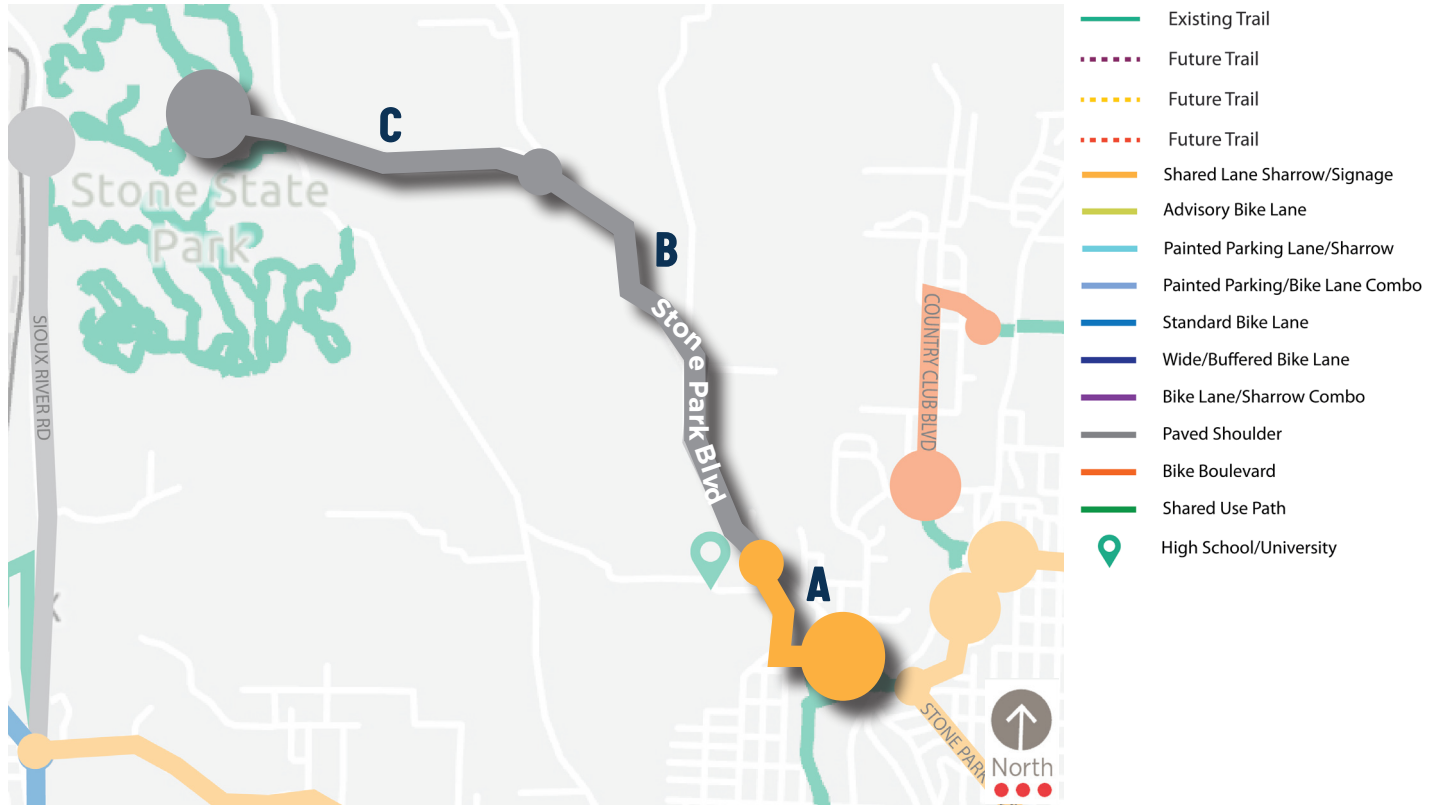 C
Stone State
Park
B
Stone Park Blvd
SIOUX RIVER RD
COUNTRY CLUB BLVD
A
STONE PARK
North
Existing Trail
Future Trail
Future Trail
Future Trail
Shared Lane Sharrow/Signage
Advisory Bike Lane
Painted Parking Lane/Sharrow
Painted Parking/Bike Lane Combo
Standard Bike Lane
Wide/Buffered Bike Lane
Bike Lane/Sharrow Combo
Paved Shoulder
Bike Boulevard
Shared Use Path
High School/University